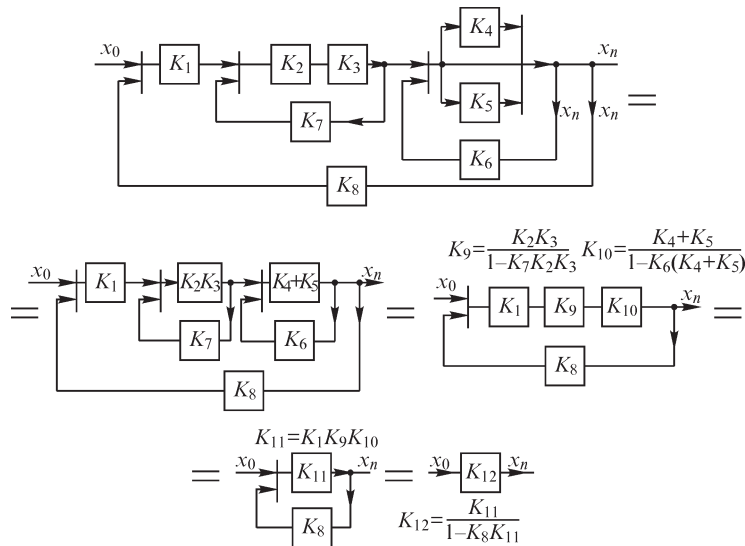 K₄
x₀ K₁ K₂ K₃ xₙ
K₅
K₇ xₙ xₙ =
K₆
K₈
K₉= K₂K₃ / 1–K₇K₂K₃ K₁₀= K₄+K₅ / 1–K₆(K₄+K₅)
x₀ K₁ K₂K₃ K₄+K₅ xₙ
x₀ K₁ K₉ K₁₀ xₙ
= = =
K₇ K₆
K₈
K₈
K₁₁=K₁K₉K₁₀
= x₀ K₁₁ xₙ = x₀ K₁₂ xₙ
K₈
K₁₂= K₁₁ / 1–K₈K₁₁